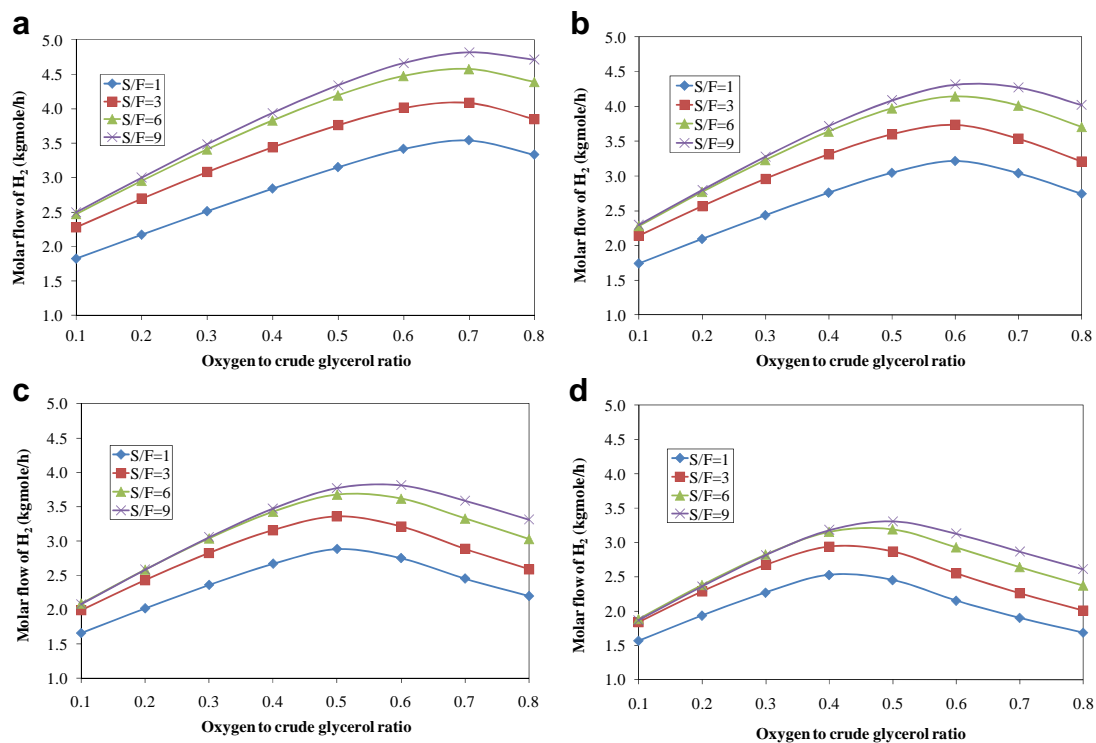 a
5.0
4.5
4.0
3.5
3.0
2.5
2.0
1.5
1.0
Molar flow of H2 (kgmole/h)
S/F=1
S/F=3
S/F=6
S/F=9
0.1 0.2 0.3 0.4 0.5 0.6 0.7 0.8
Oxygen to crude glycerol ratio
b
5.0
4.5
4.0
3.5
3.0
2.5
2.0
1.5
1.0
Molar flow of H2 (kgmole/h)
S/F=1
S/F=3
S/F=6
S/F=9
0.1 0.2 0.3 0.4 0.5 0.6 0.7 0.8
Oxygen to crude glycerol ratio
c
5.0
4.5
4.0
3.5
3.0
2.5
2.0
1.5
1.0
Molar flow of H2 (kgmole/h)
S/F=1
S/F=3
S/F=6
S/F=9
0.1 0.2 0.3 0.4 0.5 0.6 0.7 0.8
Oxygen to crude glycerol ratio
d
5.0
4.5
4.0
3.5
3.0
2.5
2.0
1.5
1.0
Molar flow of H2 (kgmole/h)
S/F=1
S/F=3
S/F=6
S/F=9
0.1 0.2 0.3 0.4 0.5 0.6 0.7 0.8
Oxygen to crude glycerol ratio